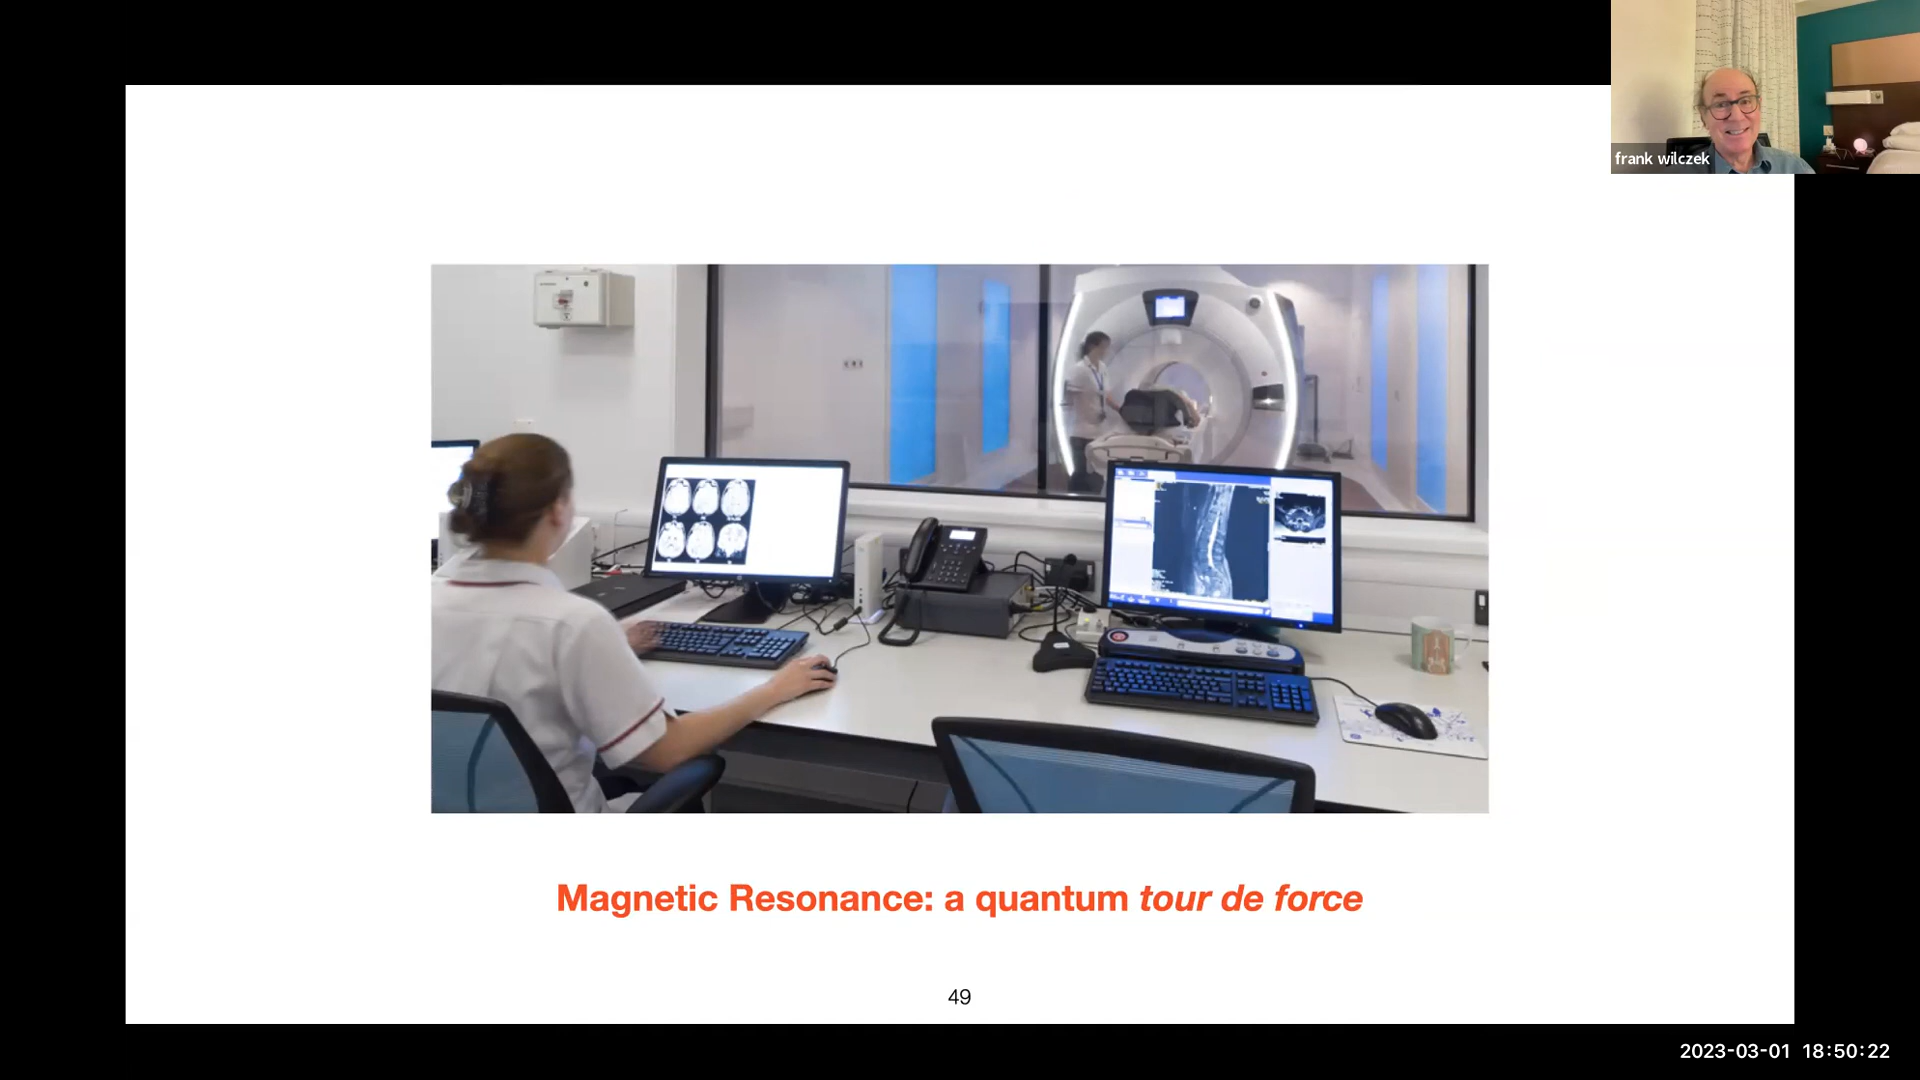 frank wilczek
Magnetic Resonance: a quantum tour de force
49
2023-03-01 18:50:22